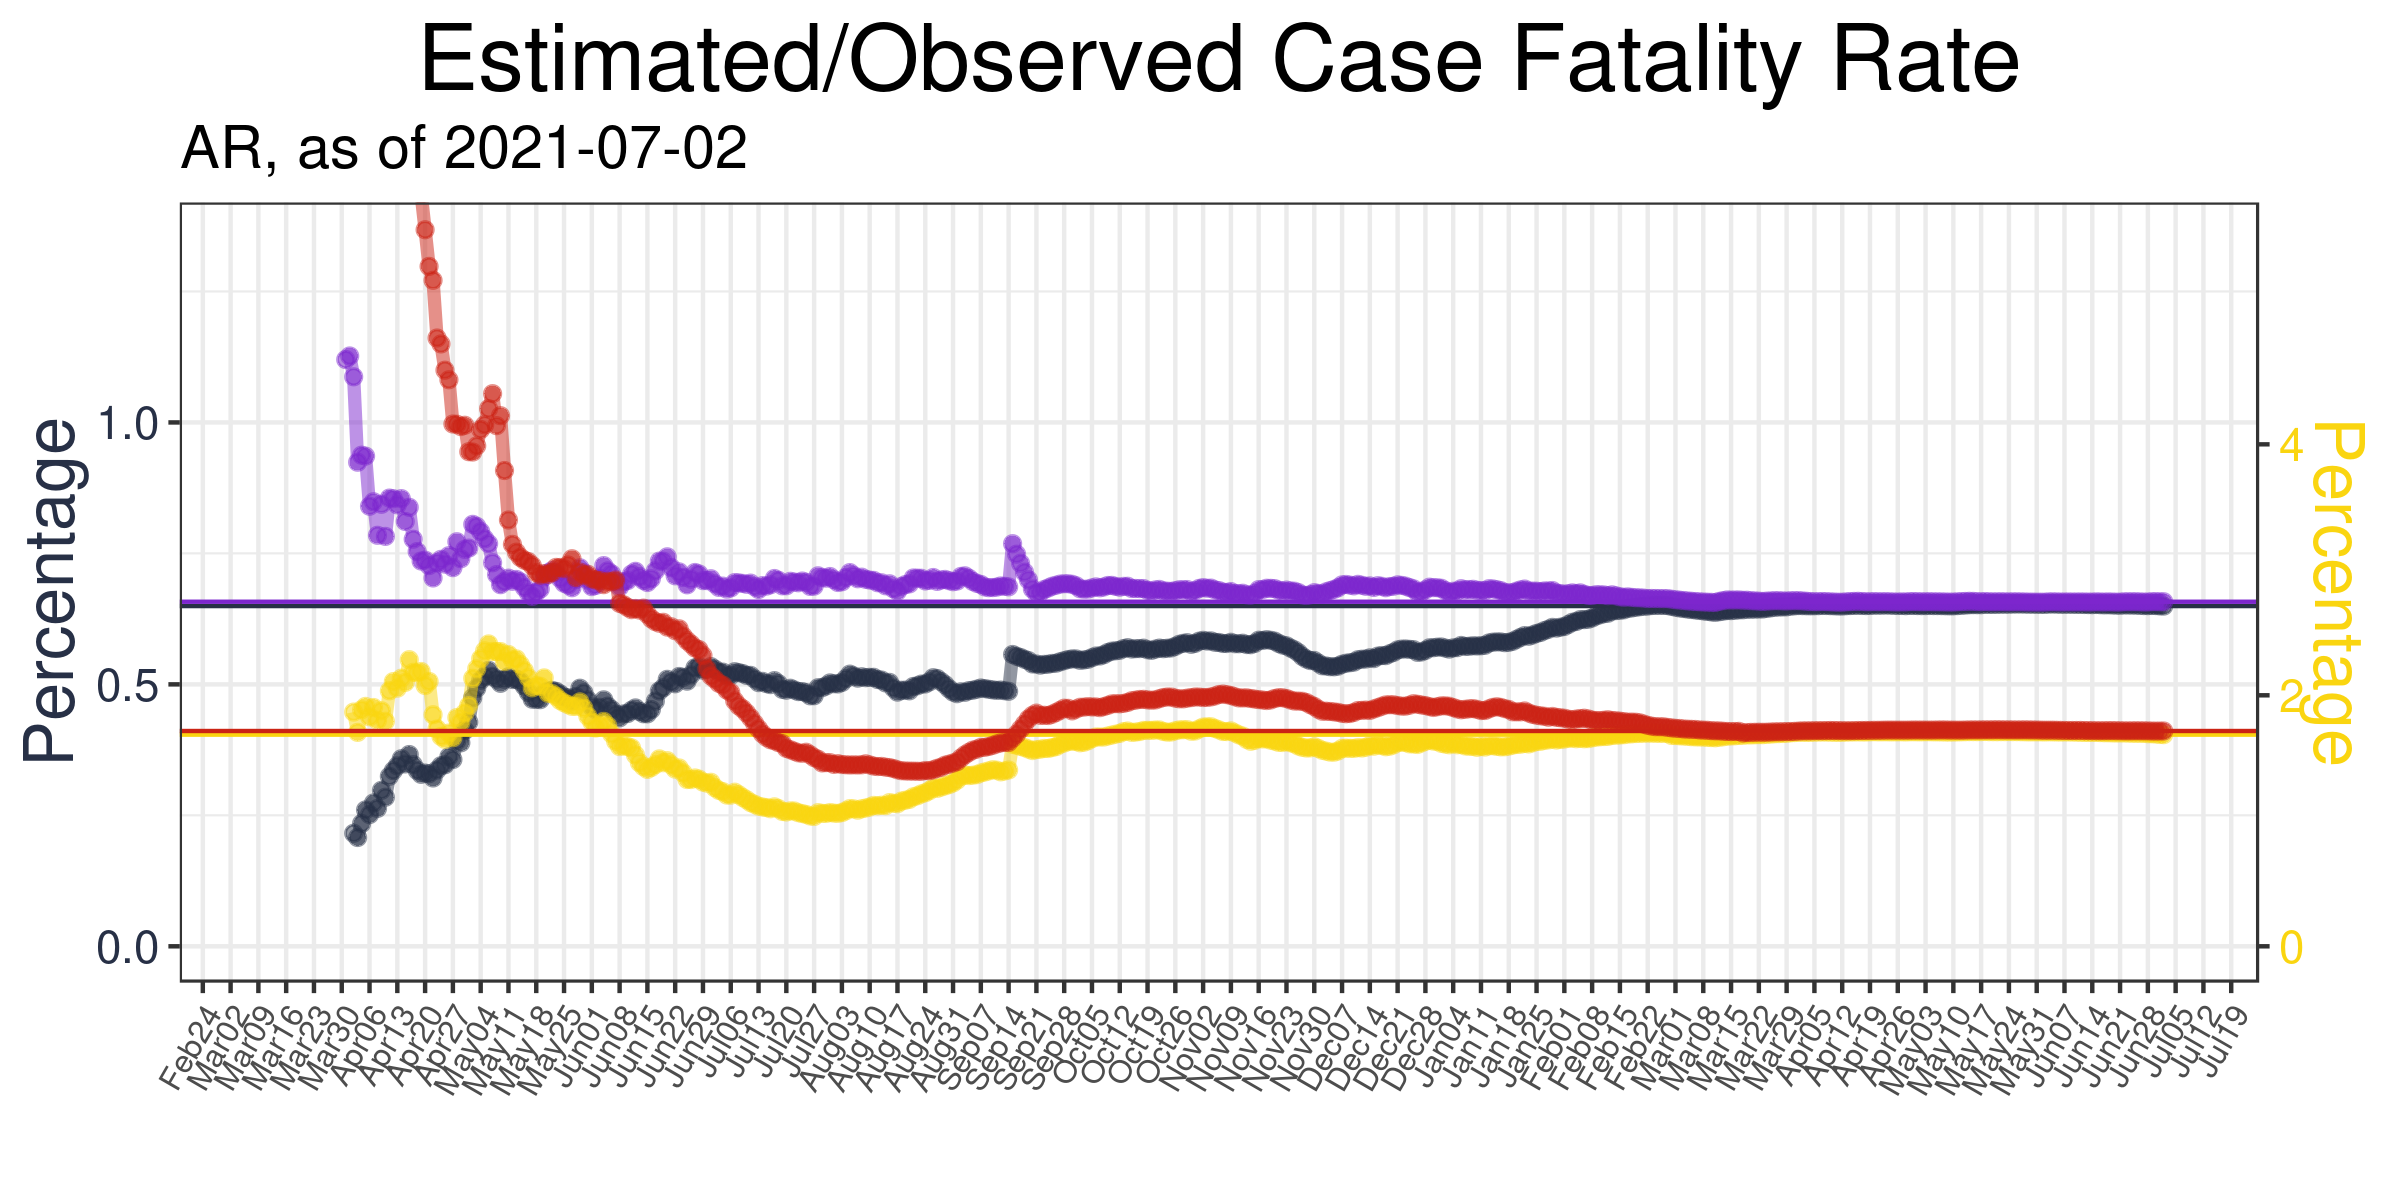 Estimated/Observed Case Fatality Rate
AR, as of 2021-07-02
Percentage
1.0
0.5
0.0
4
2
0
Percentage
Feb24
Mar02
Mar09
Mar16
Mar23
Mar30
Apr06
Apr13
Apr20
Apr27
May04
May11
May18
May25
Jun01
Jun08
Jun15
Jun22
Jun29
Jul06
Jul13
Jul20
Jul27
Aug03
Aug10
Aug17
Aug24
Aug31
Sep07
Sep14
Sep21
Sep28
Oct05
Oct12
Oct19
Oct26
Nov02
Nov09
Nov16
Nov23
Nov30
Dec07
Dec14
Dec21
Dec28
Jan04
Jan11
Jan18
Jan25
Feb01
Feb08
Feb15
Feb22
Mar01
Mar08
Mar15
Mar22
Mar29
Apr05
Apr12
Apr19
Apr26
May03
May10
May17
May24
May31
Jun07
Jun14
Jun21
Jun28
Jul05
Jul12
Jul19